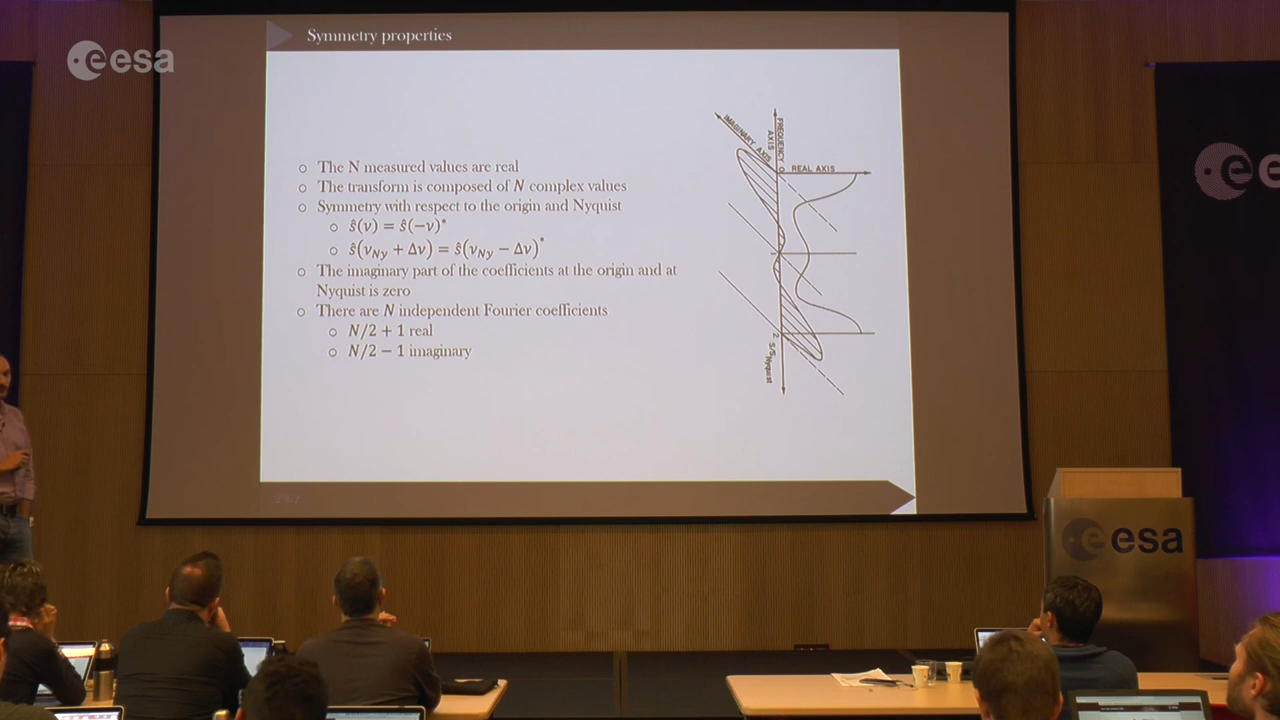 esa
Symmetry properties
○ The N measured values are real
○ The transform is composed of N complex values
○ Symmetry with respect to the origin and Nyquist
○ ŝ(ν) = ŝ(−ν)*
○ ŝ(ν_Ny + Δν) = ŝ(ν_Ny − Δν)*
○ The imaginary part of the coefficients at the origin and at
Nyquist is zero
○ There are N independent Fourier coefficients
○ N/2 + 1 real
○ N/2 − 1 imaginary
IMAGINARY AXIS
FREQUENCY
AXIS
0
REAL AXIS
2
S/S_Nyquist
e
esa